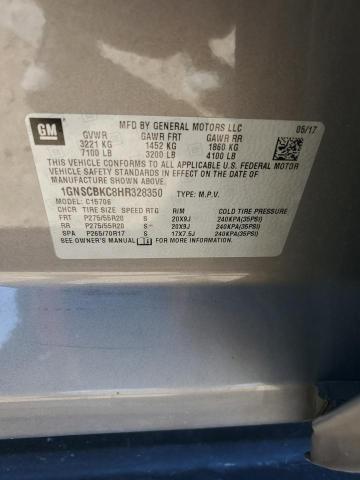 GM
MFD BY GENERAL MOTORS LLC 05/17
GVWR GAWR FRT GAWR RR
3221 KG 1452 KG 1860 KG
7100 LB 3200 LB 4100 LB
THIS VEHICLE CONFORMS TO ALL APPLICABLE U.S. FEDERAL MOTOR
VEHICLE SAFETY STANDARDS IN EFFECT ON THE DATE OF
MANUFACTURE SHOWN ABOVE.
1GNSCBKC8HR328350 TYPE: M.P.V.
MODEL: C15706
CHCR TIRE SIZE SPEED RTG RIM COLD TIRE PRESSURE
FRT P275/55R20 S 20X9J 240KPA(35PSI)
RR P275/55R20 S 20X9J 240KPA(35PSI)
SPA P265/70R17 S 17X7.5J 240KPA(35PSI)
SEE OWNER'S MANUAL FOR MORE INFORMATION.